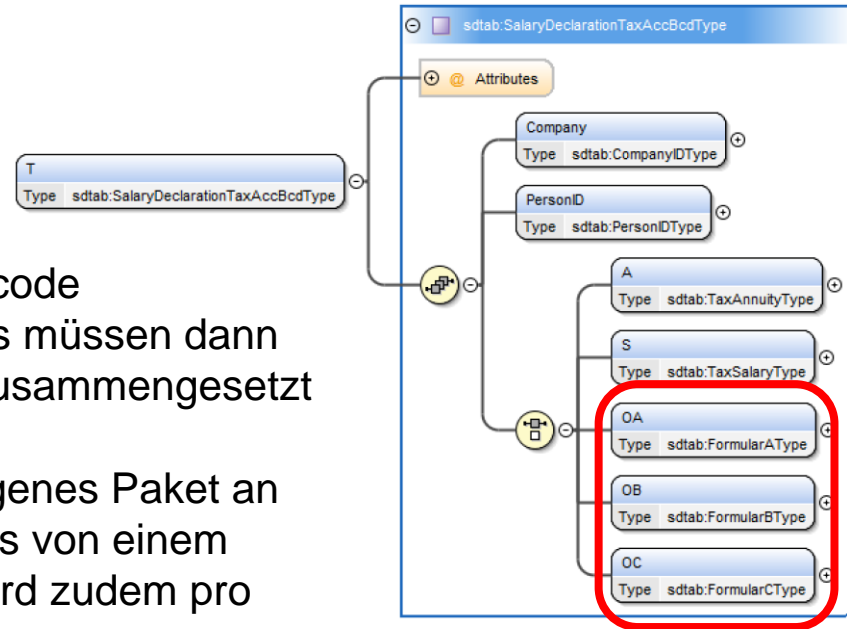 sdtab:SalaryDeclarationTaxAccBcdType
@ Attributes
Company
Type sdtab:CompanyIDType
T
Type sdtab:SalaryDeclarationTaxAccBcdType
PersonID
Type sdtab:PersonIDType
A
Type sdtab:TaxAnnuityType
S
Type sdtab:TaxSalaryType
OA
Type sdtab:FormularAType
OB
Type sdtab:FormularBType
OC
Type sdtab:FormularCType
code
s müssen dann
usammengesetzt
genes Paket an
s von einem
rd zudem pro